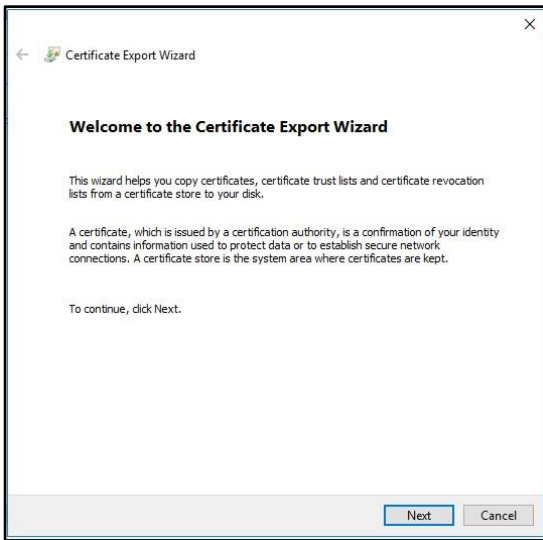 Certificate Export Wizard
Welcome to the Certificate Export Wizard
This wizard helps you copy certificates, certificate trust lists and certificate revocation
lists from a certificate store to your disk.
A certificate, which is issued by a certification authority, is a confirmation of your identity
and contains information used to protect data or to establish secure network
connections. A certificate store is the system area where certificates are kept.
To continue, click Next.
Next Cancel